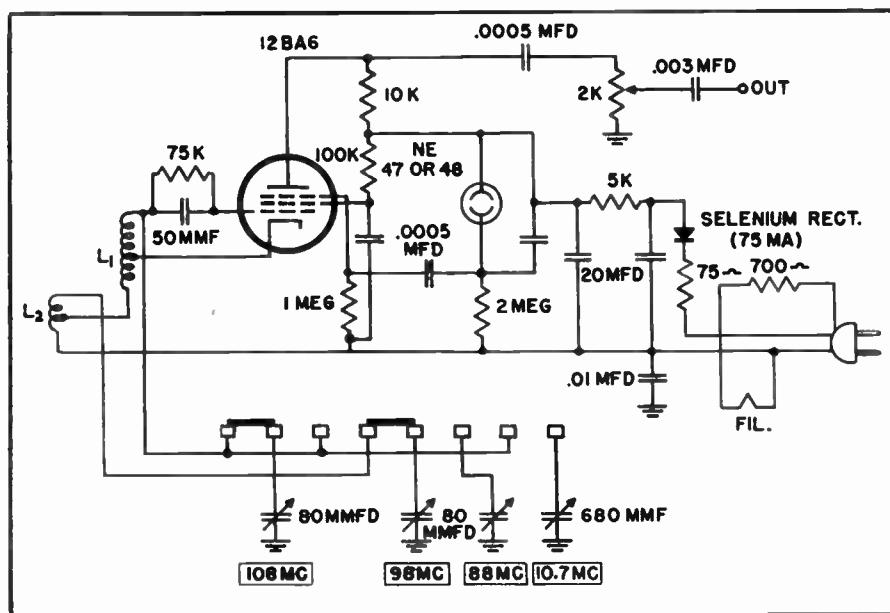 12BA6
.0005 MFD
.003 MFD
OUT
10K
2K
75K
100K
NE
47 OR 48
5K
SELENIUM RECT.
(75 MA)
50MMF
.0005
MFD
L1
20MFD
75~
700~
L2
1 MEG
2 MEG
.01 MFD
FIL.
80MMFD
80
MMFD
680 MMF
108MC
98MC
88MC
10.7MC